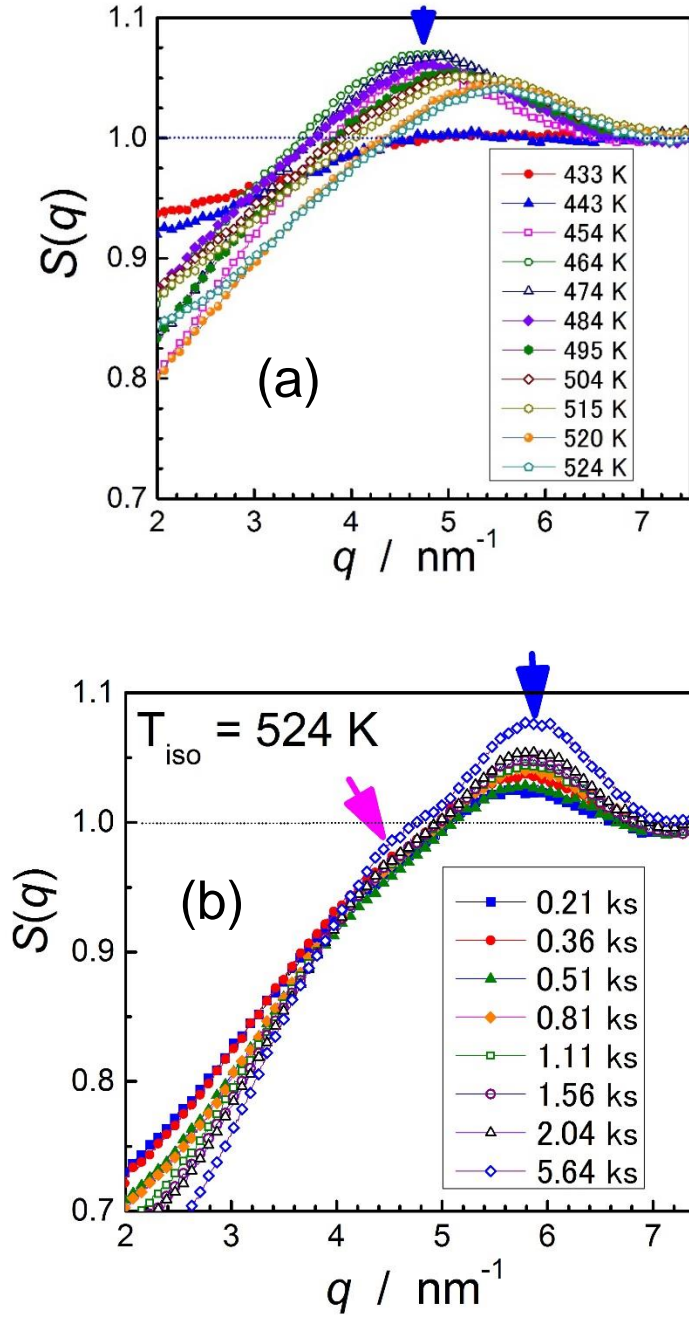 1.1
1.0
0.9
0.8
0.7
S(q)
(a)
433 K
443 K
454 K
464 K
474 K
484 K
495 K
504 K
515 K
520 K
524 K
2 3 4 5 6 7
q / nm⁻¹
1.1
1.0
0.9
0.8
0.7
S(q)
T_iso = 524 K
(b)
0.21 ks
0.36 ks
0.51 ks
0.81 ks
1.11 ks
1.56 ks
2.04 ks
5.64 ks
2 3 4 5 6 7
q / nm⁻¹